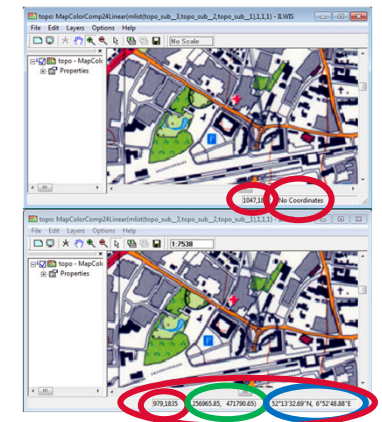 topo: MapColorComp24Linear(mlist(topo_sub_3,topo_sub_2,topo_sub_1),1,1,1) - ILWIS
File Edit Layers Options Help
No Scale
topo - MapColo
Properties
P
1047,18
No Coordinates
topo: MapColorComp24Linear(mlist(topo_sub_3,topo_sub_2,topo_sub_1),1,1,1) - ILWIS
File Edit Layers Options Help
1:7538
topo - MapColo
Properties
P
979,1835
256965.85, 471790.65)
52°13'32.69"N, 6°52'48.88"E